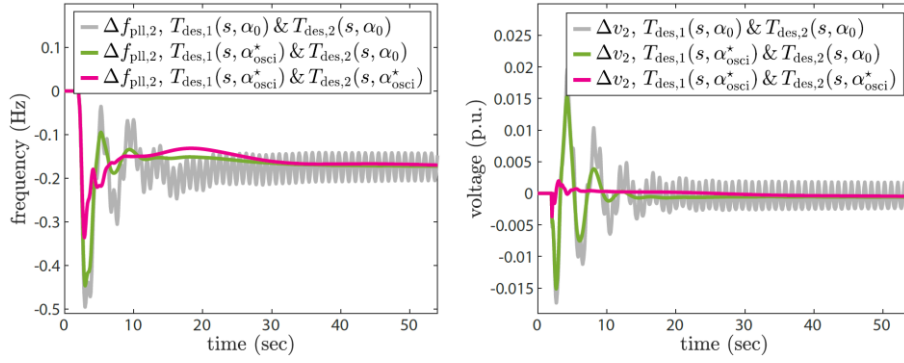 Δf_pll,2, T_des,1(s, α_0) & T_des,2(s, α_0)
Δf_pll,2, T_des,1(s, α*_osci) & T_des,2(s, α_0)
Δf_pll,2, T_des,1(s, α*_osci) & T_des,2(s, α*_osci)
frequency (Hz)
0.1
0
-0.1
-0.2
-0.3
-0.4
-0.5
0 10 20 30 40 50
time (sec)
Δv_2, T_des,1(s, α_0) & T_des,2(s, α_0)
Δv_2, T_des,1(s, α*_osci) & T_des,2(s, α_0)
Δv_2, T_des,1(s, α*_osci) & T_des,2(s, α*_osci)
voltage (p.u.)
0.025
0.02
0.015
0.01
0.005
0
-0.005
-0.01
-0.015
0 10 20 30 40 50
time (sec)